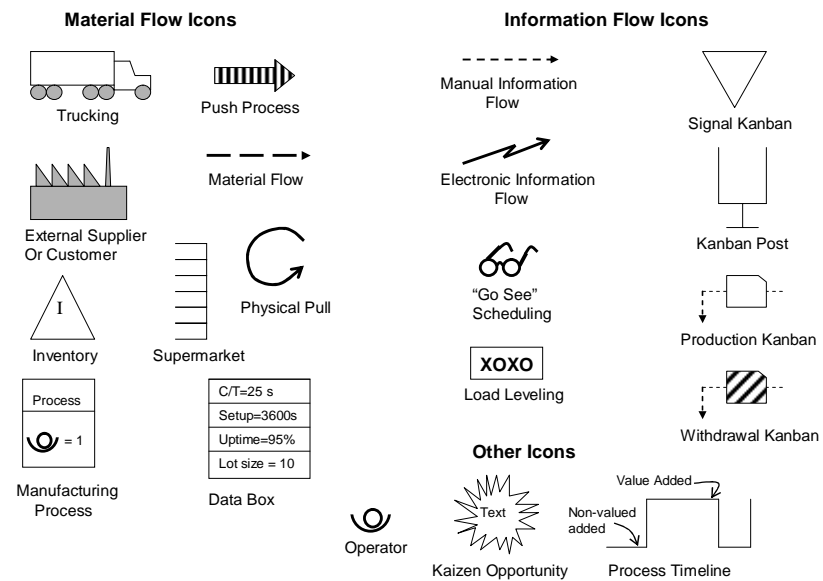 Material Flow Icons
Trucking
Push Process
Material Flow
External Supplier
Or Customer
Physical Pull
I
Inventory
Supermarket
Process
= 1
Manufacturing
Process
C/T=25 s
Setup=3600s
Uptime=95%
Lot size = 10
Data Box
Information Flow Icons
Manual Information
Flow
Signal Kanban
Electronic Information
Flow
Kanban Post
“Go See”
Scheduling
Production Kanban
XOXO
Load Leveling
Withdrawal Kanban
Other Icons
Operator
Text
Kaizen Opportunity
Value Added
Non-valued
added
Process Timeline